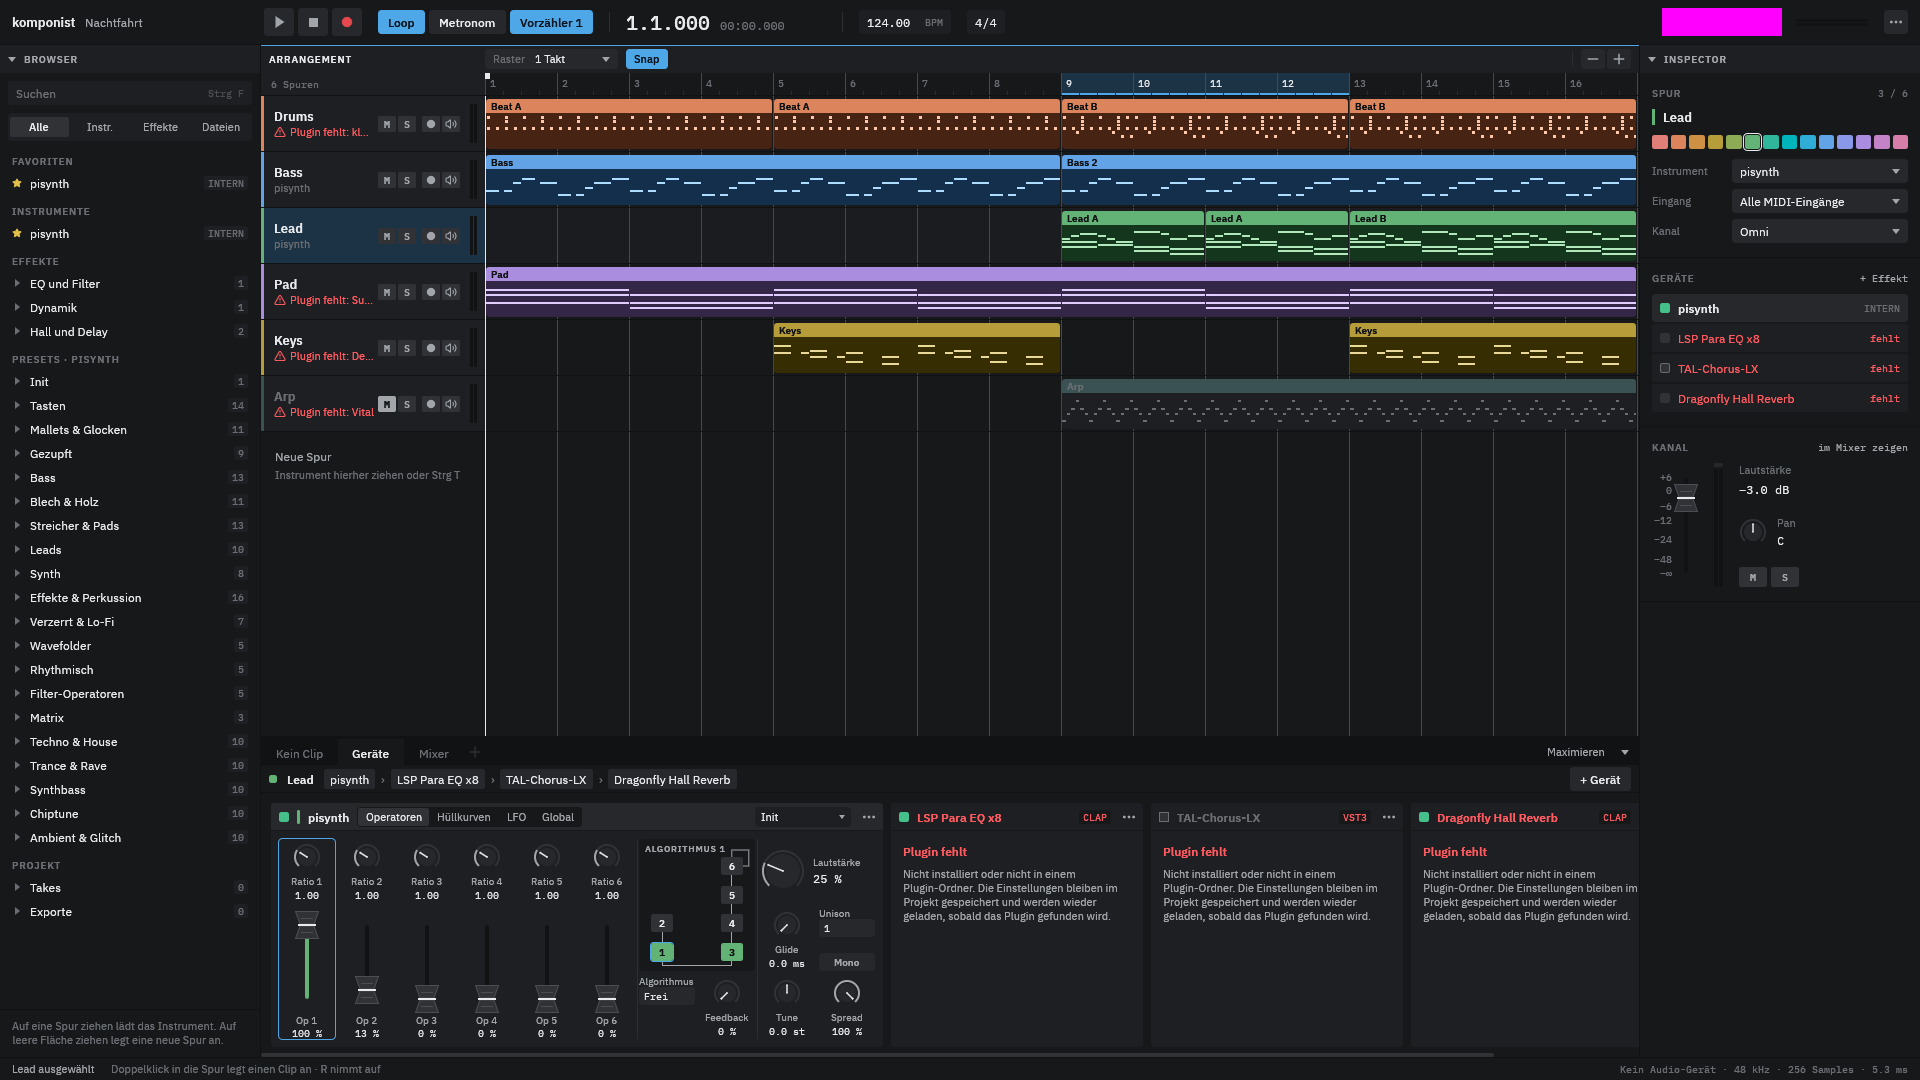 komponist Nachtfahrt
Loop Metronom Vorzähler 1 1.1.000 00:00.000 124.00 BPM 4/4
BROWSER
Suchen Strg F
Alle Instr. Effekte Dateien
FAVORITEN
pisynth INTERN
INSTRUMENTE
pisynth INTERN
EFFEKTE
EQ und Filter 1
Dynamik 1
Hall und Delay 2
PRESETS · PISYNTH
Init 1
Tasten 14
Mallets & Glocken 11
Gezupft 9
Bass 13
Blech & Holz 11
Streicher & Pads 13
Leads 10
Synth 8
Effekte & Perkussion 16
Verzerrt & Lo-Fi 7
Wavefolder 5
Rhythmisch 5
Filter-Operatoren 5
Matrix 3
Techno & House 10
Trance & Rave 10
Synthbass 10
Chiptune 10
Ambient & Glitch 10
PROJEKT
Takes 0
Exporte 0
Auf eine Spur ziehen lädt das Instrument. Auf
leere Fläche ziehen legt eine neue Spur an.
ARRANGEMENT Raster 1 Takt Snap
6 Spuren 1 2 3 4 5 6 7 8 9 10 11 12 13 14 15 16
Drums M S
Plugin fehlt: kl...
Beat A Beat A Beat B Beat B
Bass M S
pisynth
Bass Bass 2
Lead M S
pisynth
Lead A Lead A Lead B
Pad M S
Plugin fehlt: Su...
Pad
Keys M S
Plugin fehlt: De...
Keys Keys
Arp M S
Plugin fehlt: Vital
Arp
Neue Spur
Instrument hierher ziehen oder Strg T
Kein Clip Geräte Mixer + Maximieren
Lead pisynth › LSP Para EQ x8 › TAL-Chorus-LX › Dragonfly Hall Reverb + Gerät
pisynth Operatoren Hüllkurven LFO Global Init
Ratio 1 Ratio 2 Ratio 3 Ratio 4 Ratio 5 Ratio 6
1.00 1.00 1.00 1.00 1.00 1.00
Op 1 Op 2 Op 3 Op 4 Op 5 Op 6
100 % 13 % 0 % 0 % 0 % 0 %
ALGORITHMUS 1
6
5
2 4
1 3
Algorithmus
Frei
Feedback
0 %
Lautstärke
25 %
Unison
1
Glide
0.0 ms
Mono
Tune
0.0 st
Spread
100 %
LSP Para EQ x8 CLAP
Plugin fehlt
Nicht installiert oder nicht in einem
Plugin-Ordner. Die Einstellungen bleiben im
Projekt gespeichert und werden wieder
geladen, sobald das Plugin gefunden wird.
TAL-Chorus-LX VST3
Plugin fehlt
Nicht installiert oder nicht in einem
Plugin-Ordner. Die Einstellungen bleiben im
Projekt gespeichert und werden wieder
geladen, sobald das Plugin gefunden wird.
Dragonfly Hall Reverb CLAP
Plugin fehlt
Nicht installiert oder nicht in einem
Plugin-Ordner. Die Einstellungen bleiben im
Projekt gespeichert und werden wieder
geladen, sobald das Plugin gefunden wird.
INSPECTOR
SPUR 3 / 6
Lead
Instrument pisynth
Eingang Alle MIDI-Eingänge
Kanal Omni
GERÄTE + Effekt
pisynth INTERN
LSP Para EQ x8 fehlt
TAL-Chorus-LX fehlt
Dragonfly Hall Reverb fehlt
KANAL im Mixer zeigen
+6
0
−6
−12
−24
−48
−∞
Lautstärke
−3.0 dB
Pan
C
M S
Lead ausgewählt Doppelklick in die Spur legt einen Clip an · R nimmt auf
Kein Audio-Gerät · 48 kHz · 256 Samples · 5.3 ms